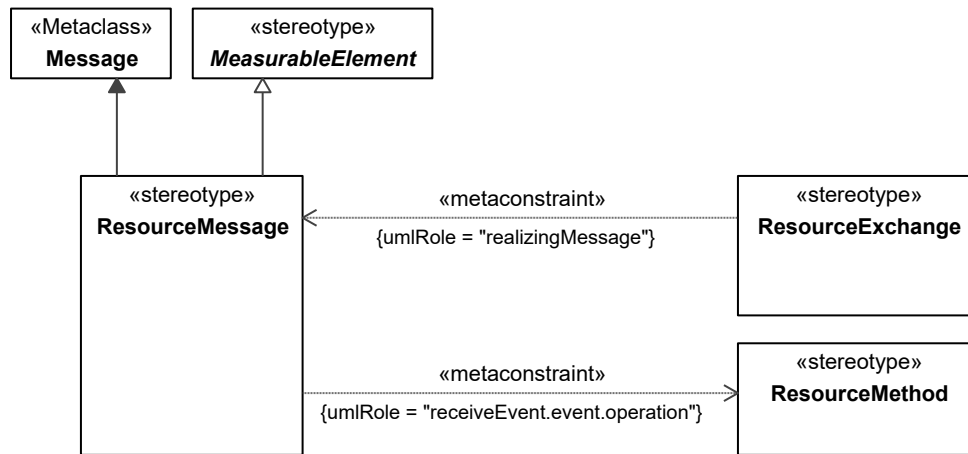 «Metaclass»
Message
«stereotype»
MeasurableElement
«stereotype»
ResourceMessage
«metaconstraint»
{umlRole = "realizingMessage"}
«stereotype»
ResourceExchange
«metaconstraint»
{umlRole = "receiveEvent.event.operation"}
«stereotype»
ResourceMethod